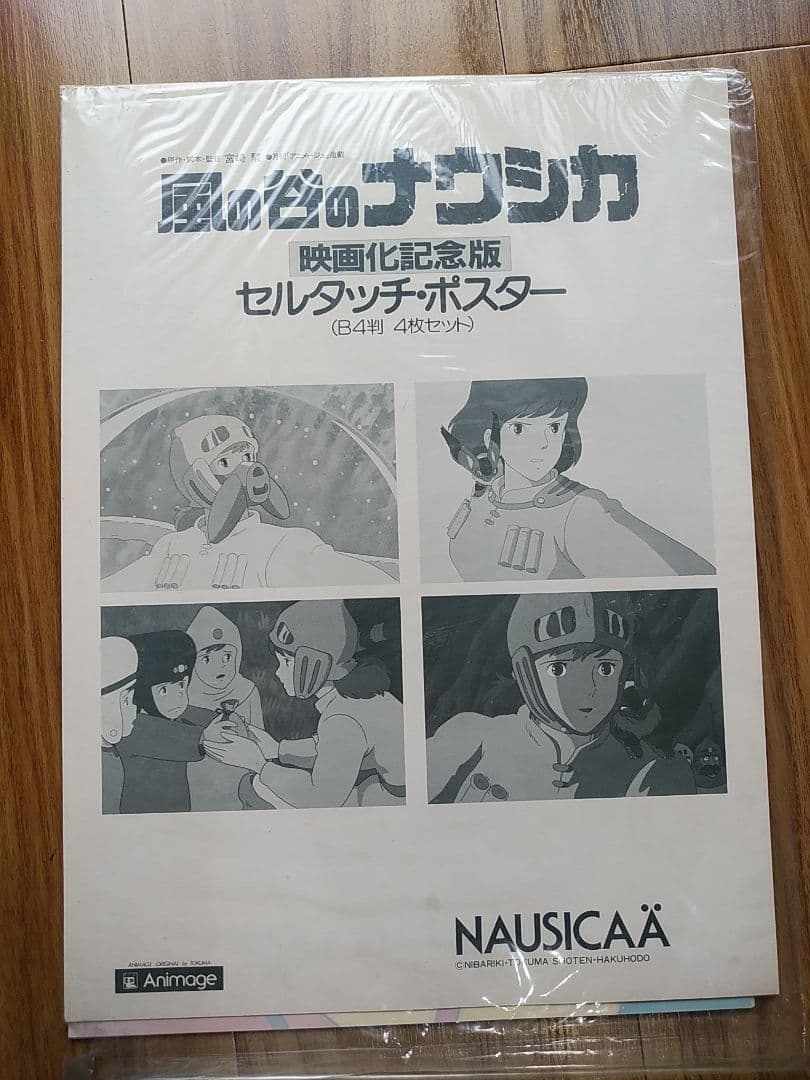 ●原作・脚本・監督 宮崎 駿 ●月刊「アニメージュ」連載
風の谷のナウシカ
映画化記念版
セルタッチ・ポスター
(B4判 4枚セット)
NAUSICAÄ
©NIBARIKI・TOKUMA SHOTEN・HAKUHODO
ANIMAGE ORIGINAL by TOKUMA
Animage